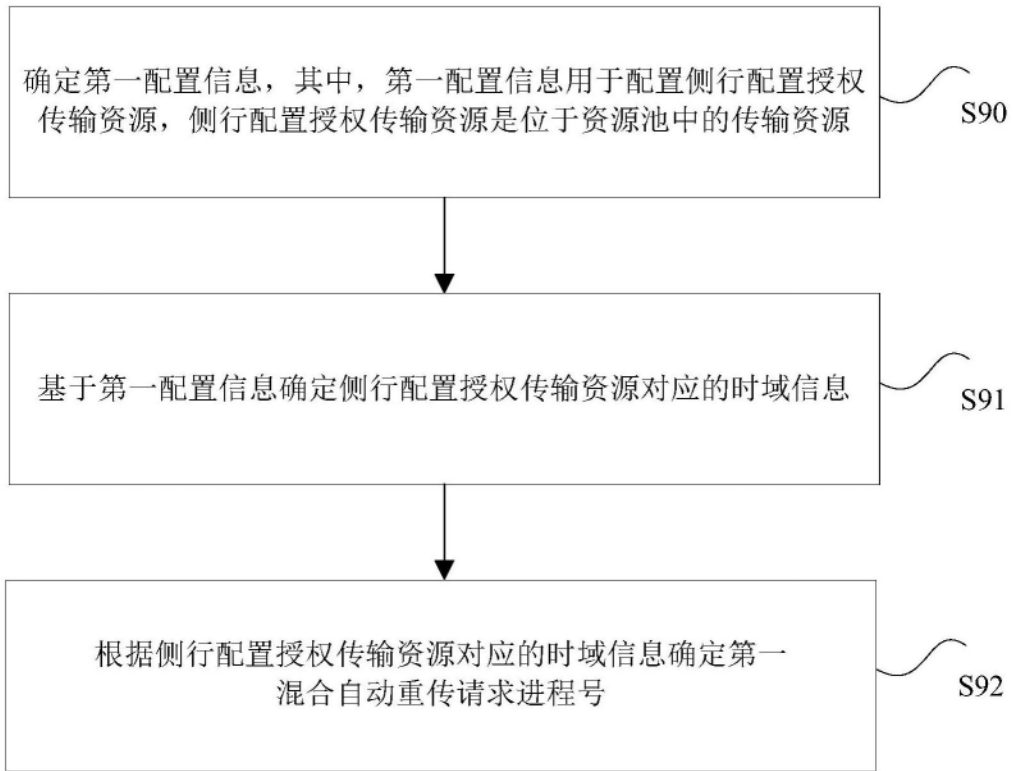 确定第一配置信息，其中，第一配置信息用于配置侧行配置授权
传输资源，侧行配置授权传输资源是位于资源池中的传输资源
S90
基于第一配置信息确定侧行配置授权传输资源对应的时域信息
S91
根据侧行配置授权传输资源对应的时域信息确定第一
混合自动重传请求进程号
S92